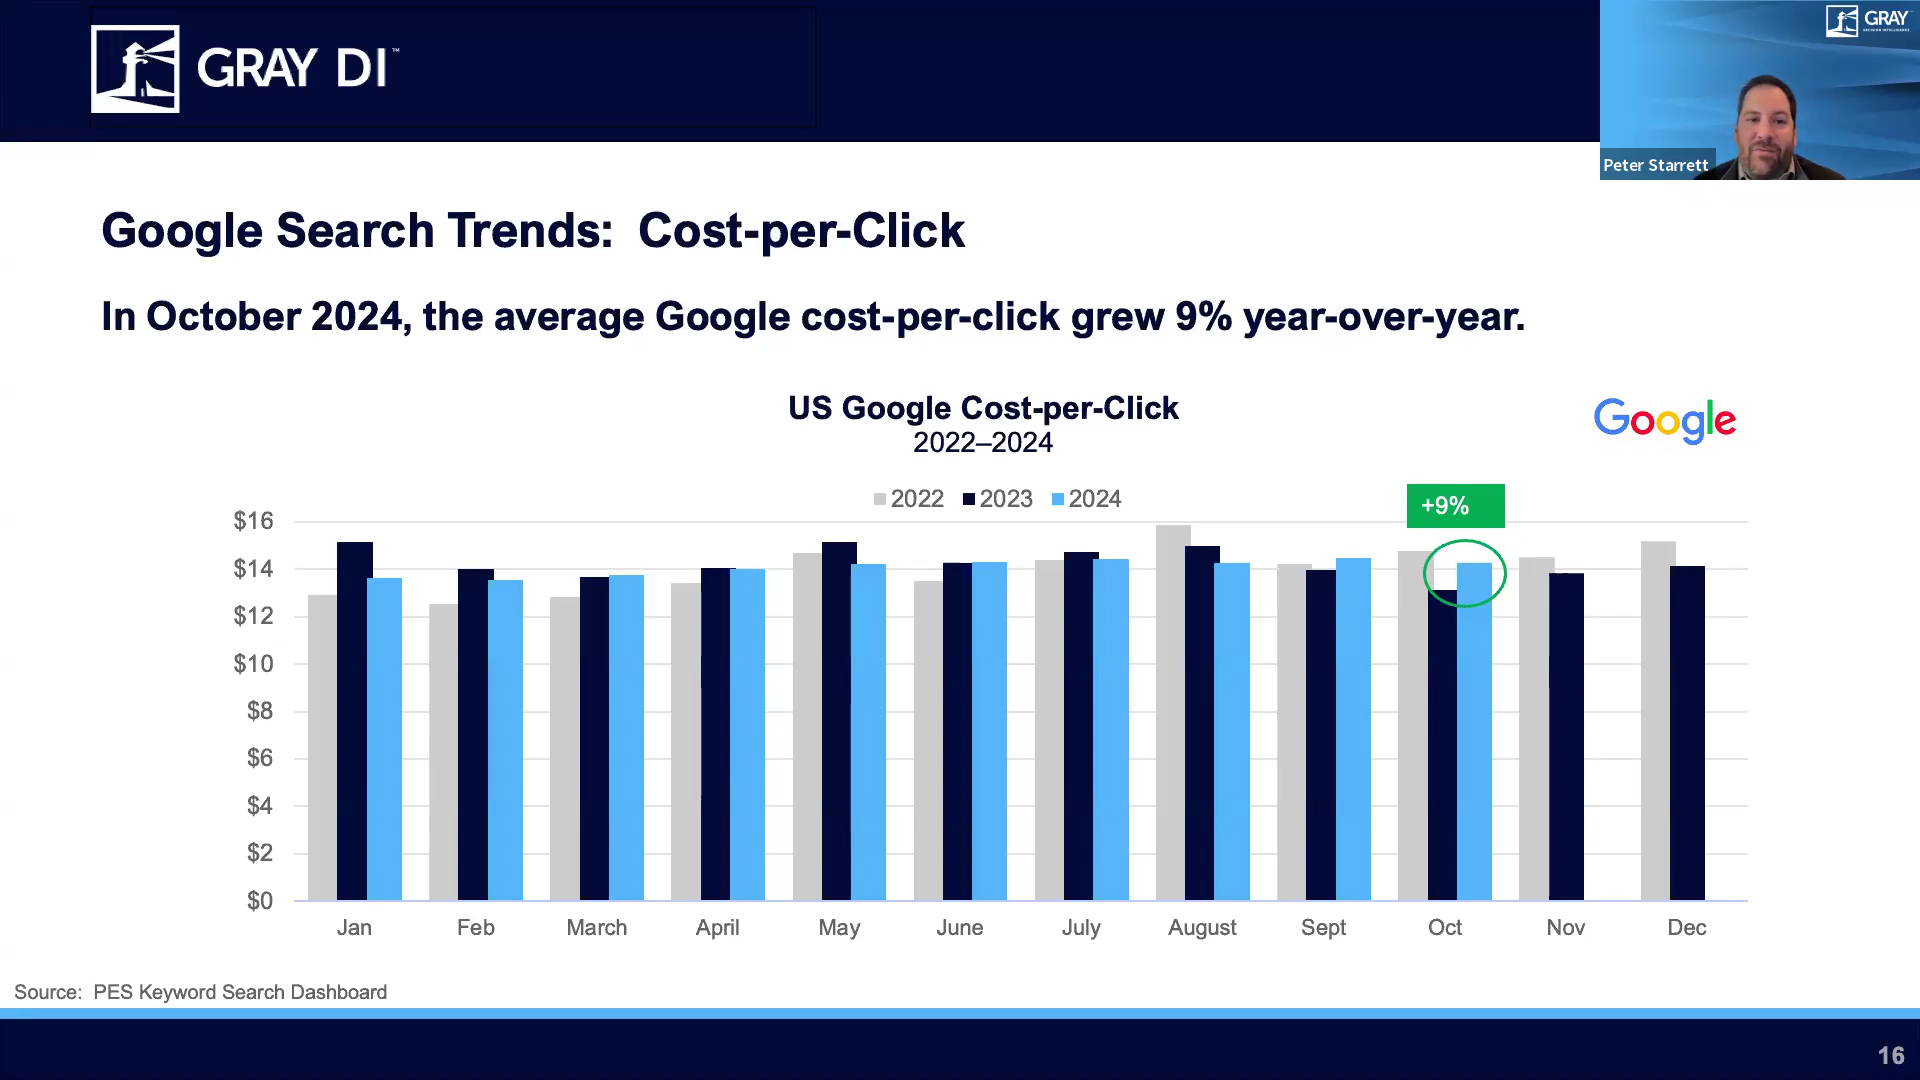 GRAY DI™
GRAY
Peter Starrett
Google Search Trends: Cost-per-Click
In October 2024, the average Google cost-per-click grew 9% year-over-year.
US Google Cost-per-Click
2022–2024
Google
2022 2023 2024
+9%
$16
$14
$12
$10
$8
$6
$4
$2
$0
Jan Feb March April May June July August Sept Oct Nov Dec
Source: PES Keyword Search Dashboard
16